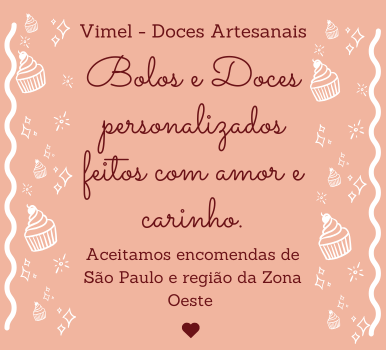 Vimel - Doces Artesanais
Bolos e Doces
personalizados
feitos com amor e
carinho.
Aceitamos encomendas de
São Paulo e região da Zona
Oeste